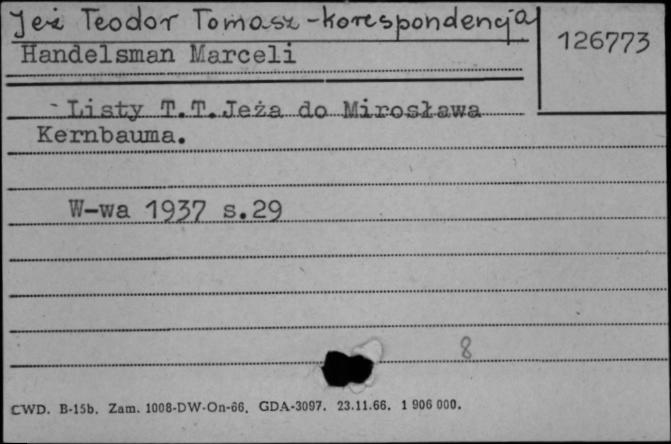 Jeż Teodor Tomasz - korespondencja
126773
Handelsman Marceli
- Listy T.T.Jeża do Mirosława
Kernbauma.
W-wa 1937 s.29
8
CWD. B-15b. Zam. 1008-DW-On-66. GDA-3097. 23.11.66. 1 906 000.